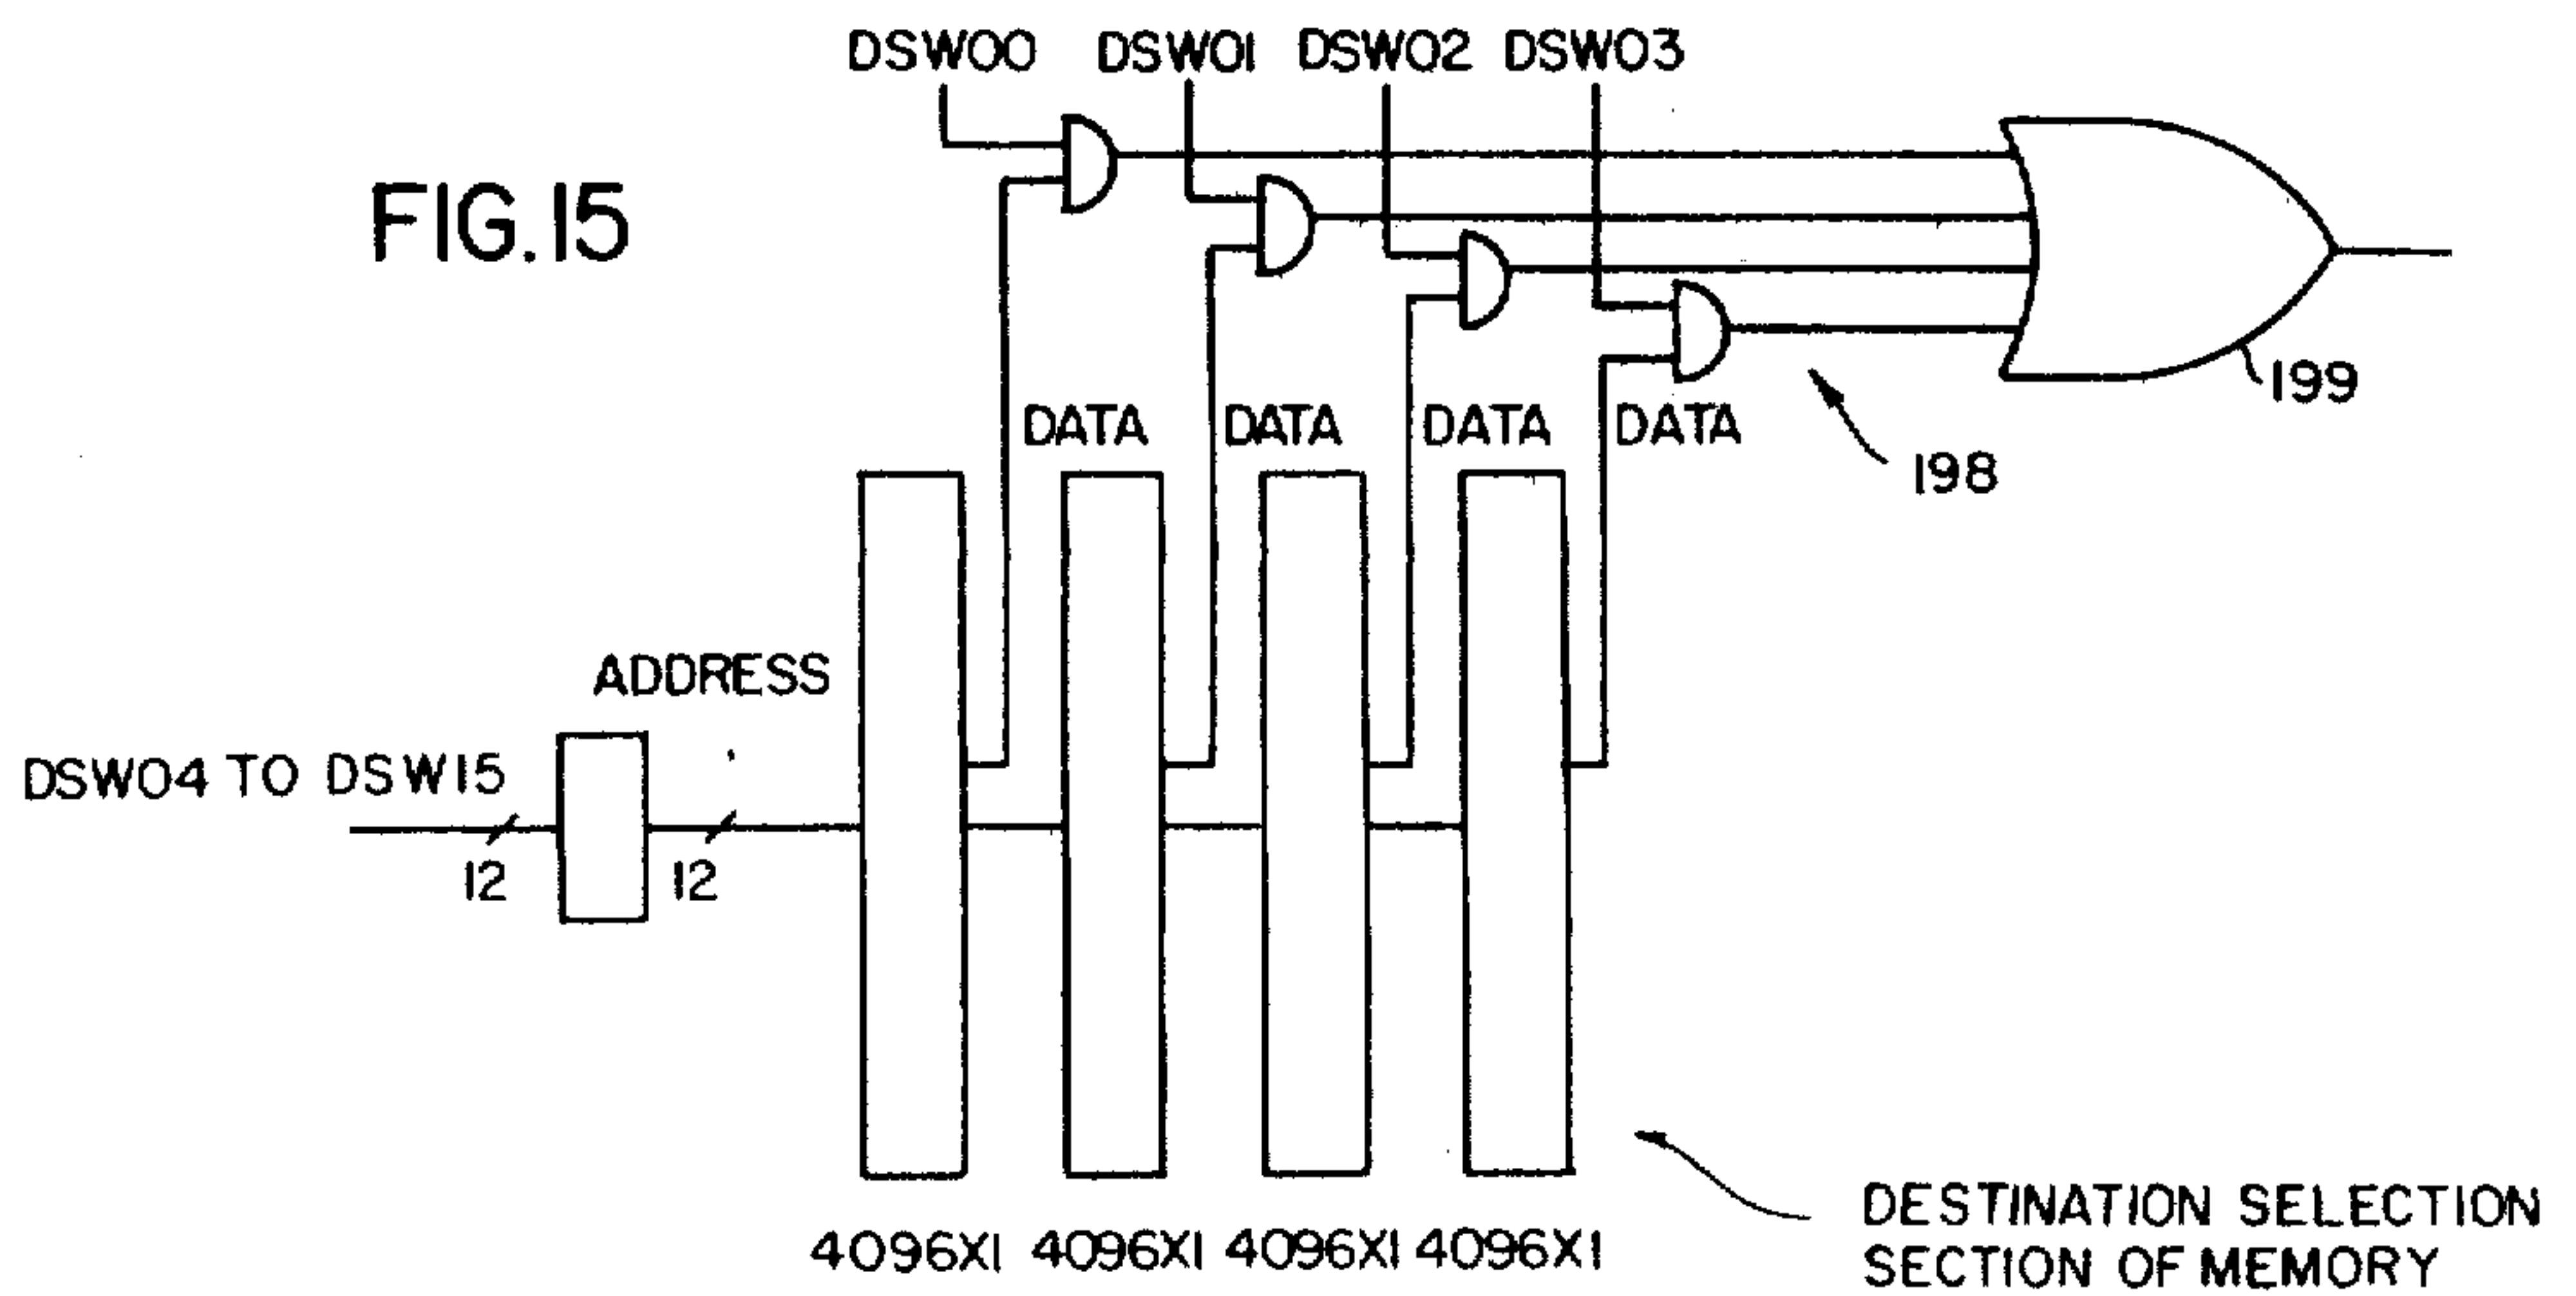 DSW00 DSW01 DSW02 DSW03
FIG.15
199
DATA DATA DATA DATA
198
ADDRESS
DSW04 TO DSW15
12 12
4096X1 4096X1 4096X1 4096X1
DESTINATION SELECTION
SECTION OF MEMORY